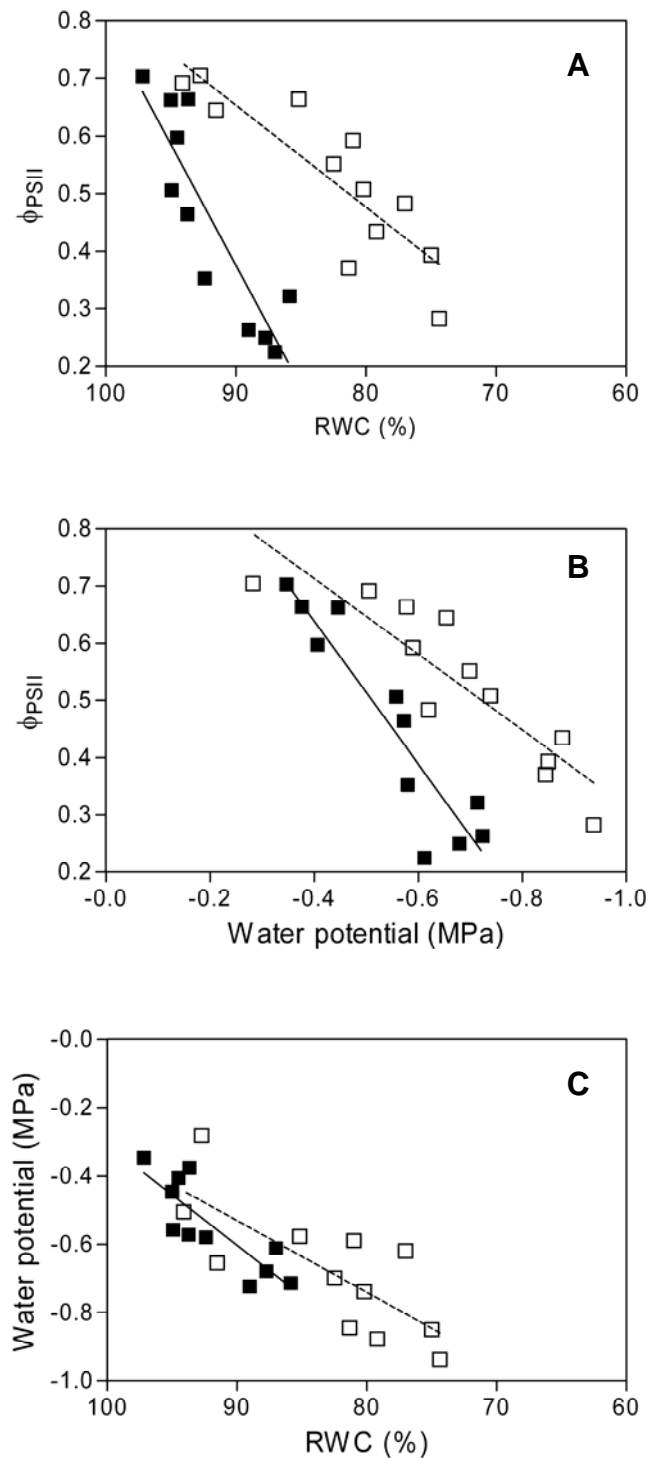 A
0.8
0.7
0.6
0.5
0.4
0.3
0.2
ϕPSII
100 90 80 70 60
RWC (%)
B
0.8
0.7
0.6
0.5
0.4
0.3
0.2
ϕPSII
-0.0 -0.2 -0.4 -0.6 -0.8 -1.0
Water potential (MPa)
C
-0.0
-0.2
-0.4
-0.6
-0.8
-1.0
Water potential (MPa)
100 90 80 70 60
RWC (%)